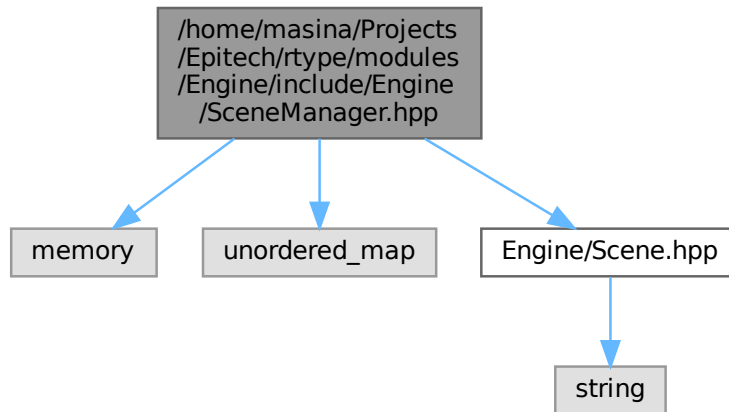 /home/masina/Projects
/Epitech/rtype/modules
/Engine/include/Engine
/SceneManager.hpp
memory
unordered_map
Engine/Scene.hpp
string